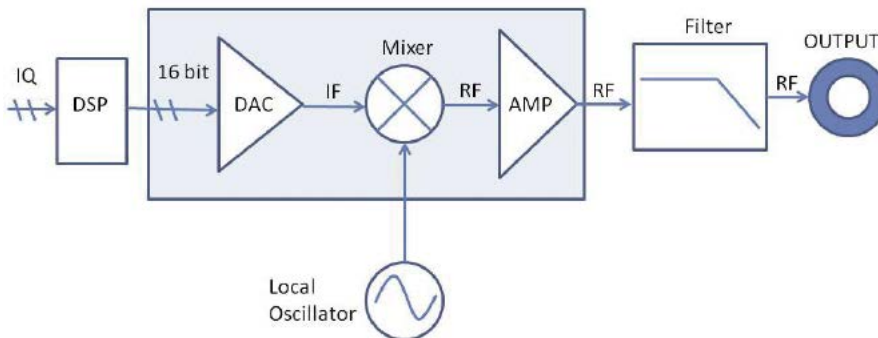 IQ
DSP
16 bit
DAC
IF
Mixer
RF
AMP
RF
Filter
RF
OUTPUT
Local
Oscillator